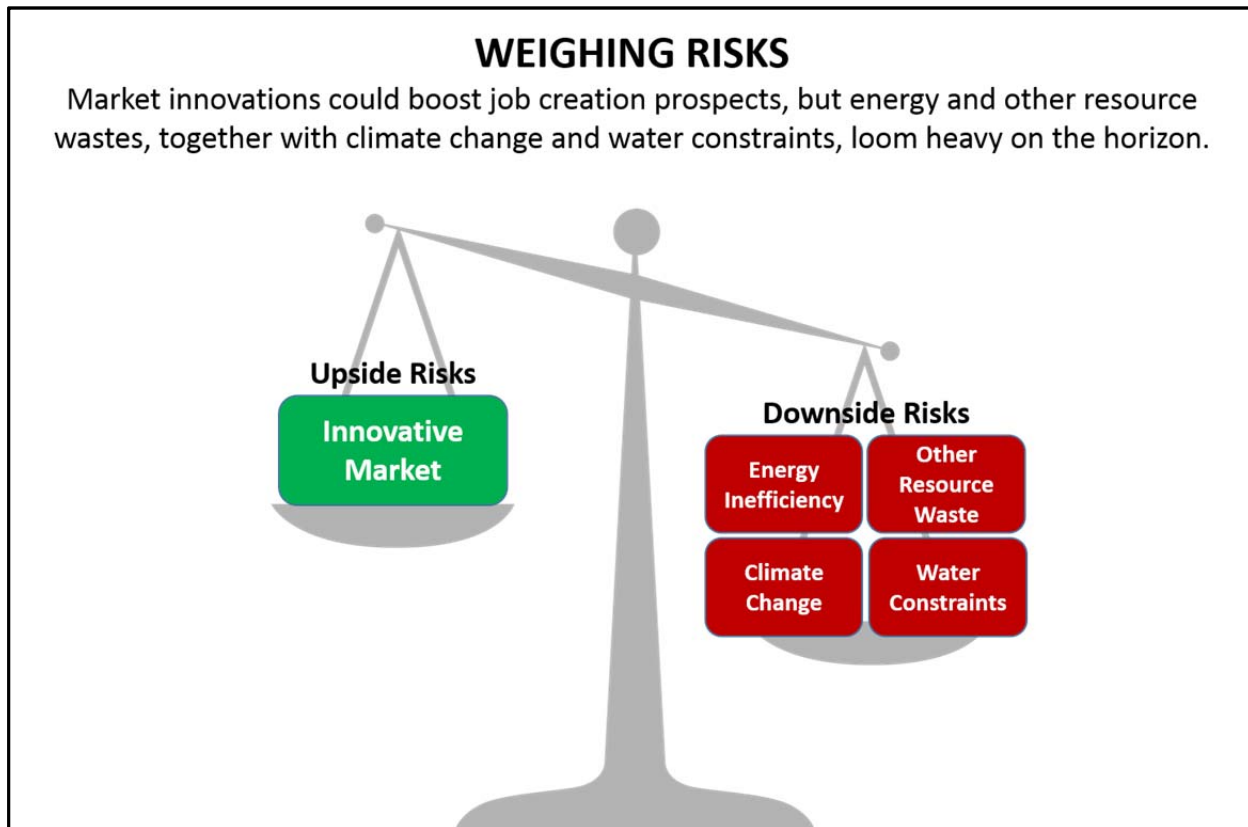 WEIGHING RISKS
Market innovations could boost job creation prospects, but energy and other resource
wastes, together with climate change and water constraints, loom heavy on the horizon.
Upside Risks
Innovative
Market
Downside Risks
Energy
Inefficiency
Other
Resource
Waste
Climate
Change
Water
Constraints